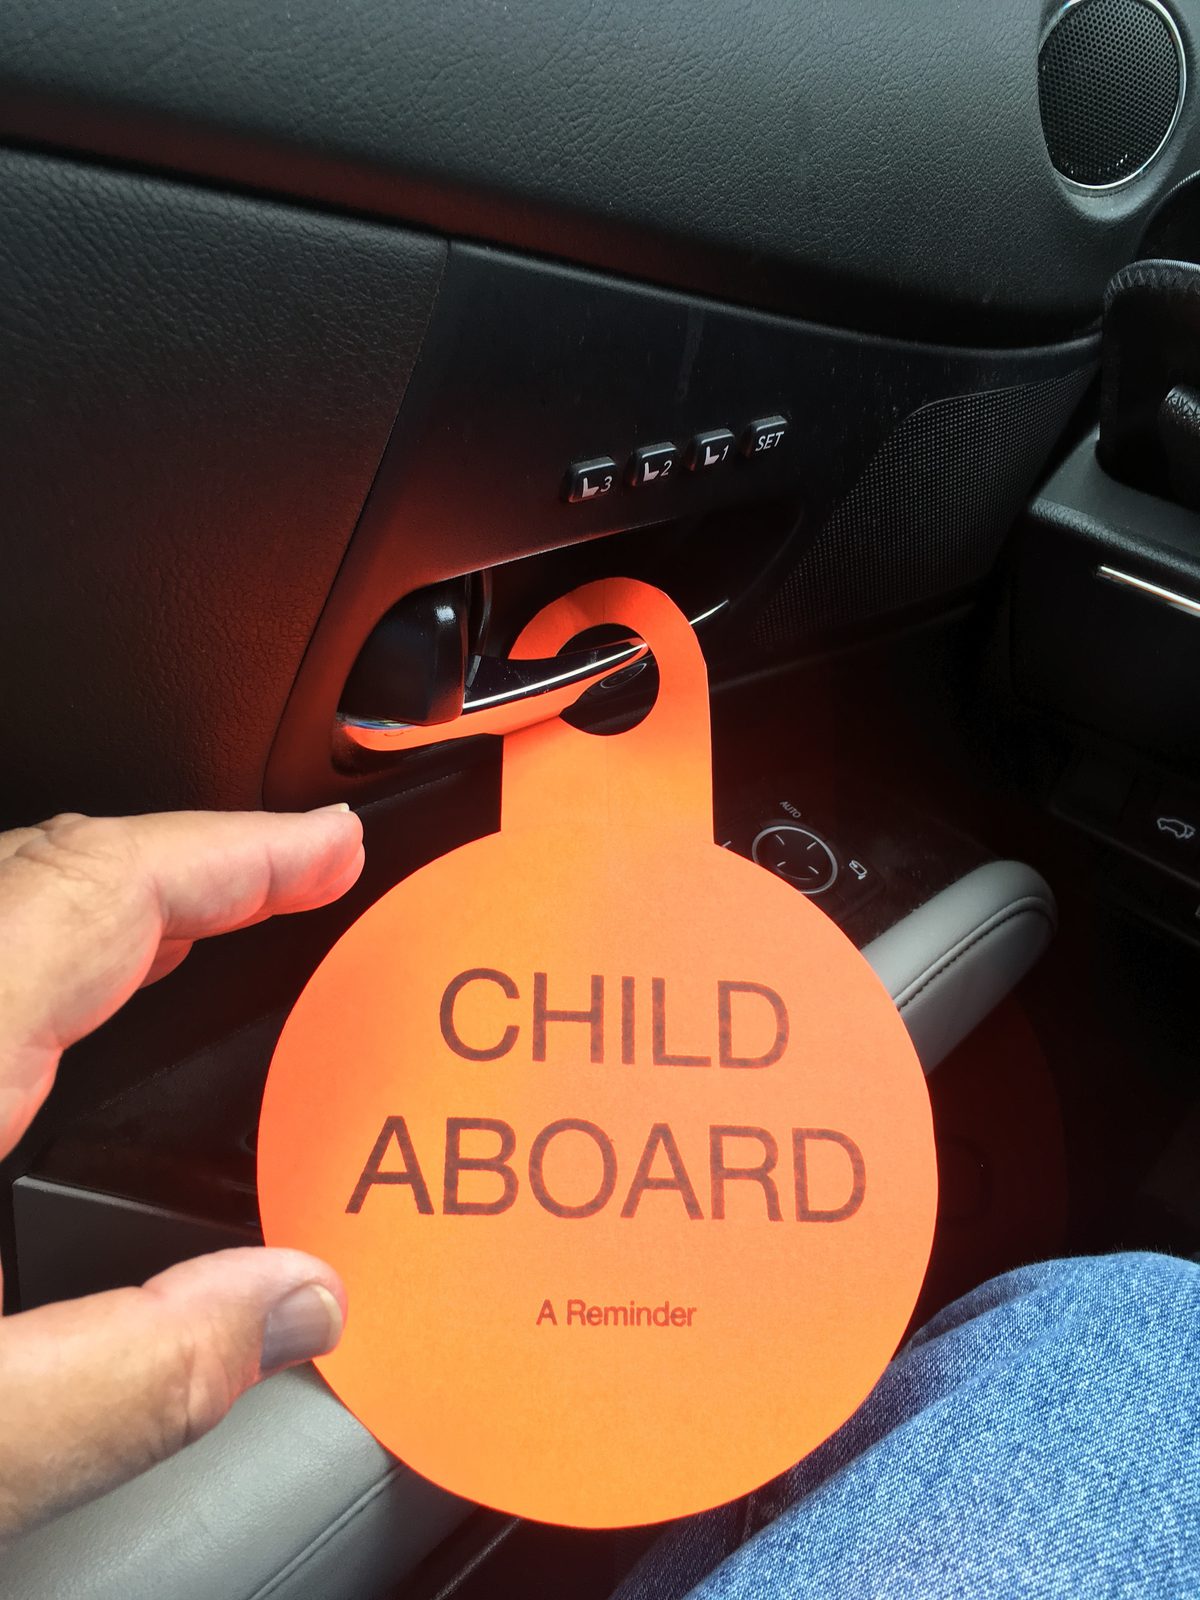 3
2
1
SET
AUTO
CHILD
ABOARD
A Reminder